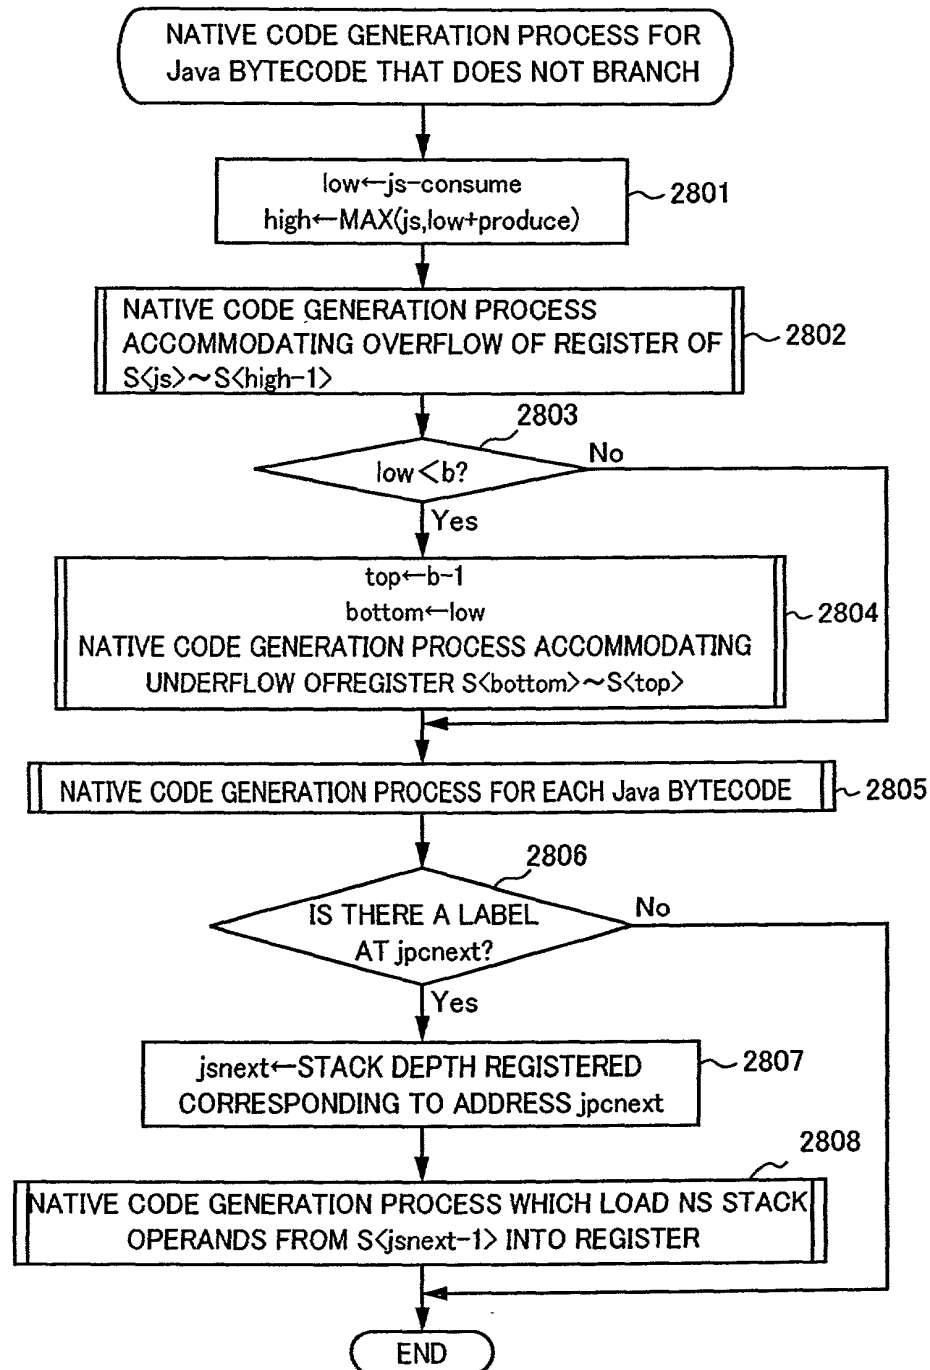 NATIVE CODE GENERATION PROCESS FOR
Java BYTECODE THAT DOES NOT BRANCH
low←js-consume
high←MAX(js,low+produce)
2801
NATIVE CODE GENERATION PROCESS
ACCOMMODATING OVERFLOW OF REGISTER OF
S<js>~S<high-1>
2802
2803
low<b?
No
Yes
top←b-1
bottom←low
NATIVE CODE GENERATION PROCESS ACCOMMODATING
UNDERFLOW OFREGISTER S<bottom>~S<top>
2804
NATIVE CODE GENERATION PROCESS FOR EACH Java BYTECODE
2805
2806
IS THERE A LABEL
AT jpcnext?
No
Yes
jsnext←STACK DEPTH REGISTERED
CORRESPONDING TO ADDRESS jpcnext
2807
2808
NATIVE CODE GENERATION PROCESS WHICH LOAD NS STACK
OPERANDS FROM S<jsnext-1> INTO REGISTER
END